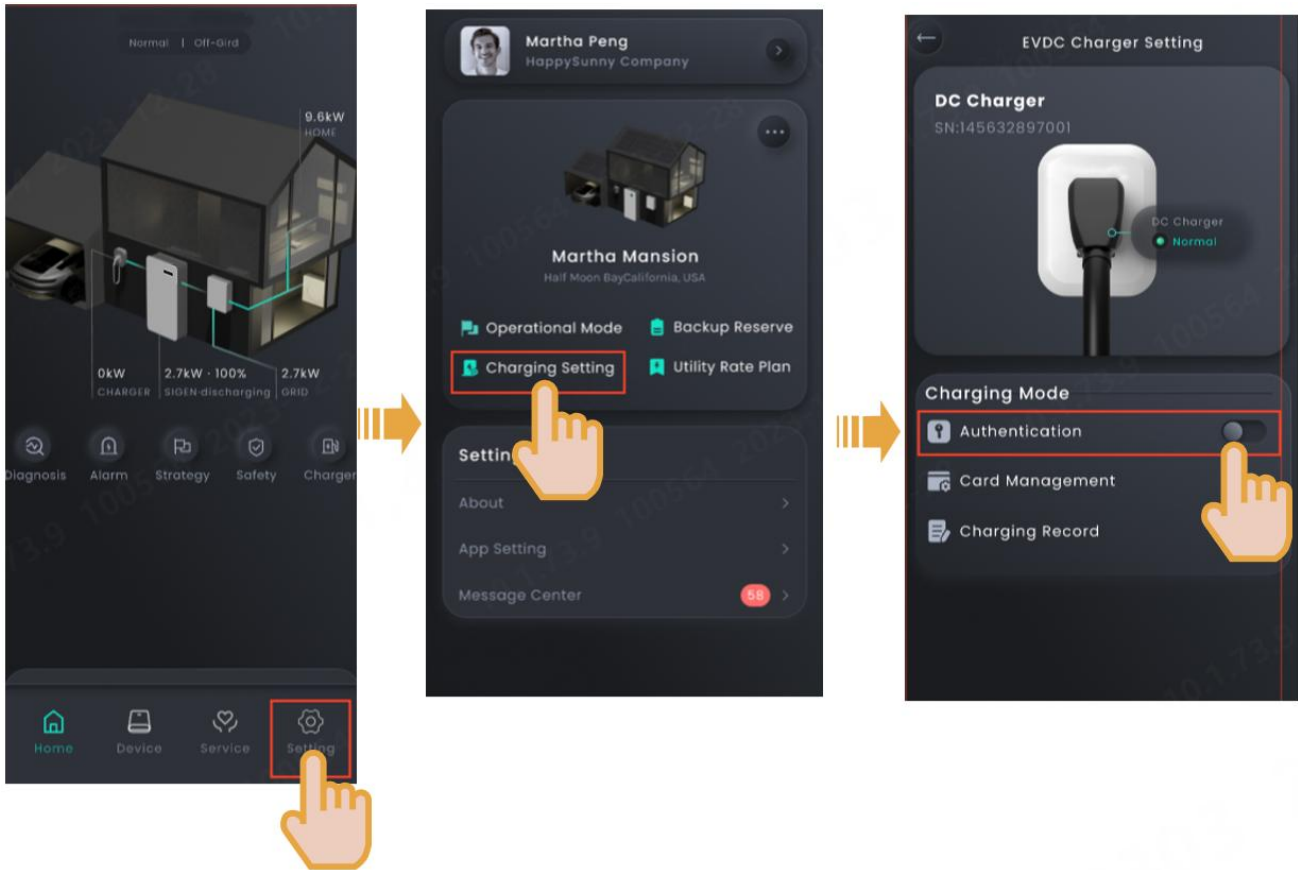 Normal | Off-Gird
9.6kW
HOME
0kW
CHARGER
2.7kW · 100%
SIGEN-discharging
2.7kW
GRID
Diagnosis
Alarm
Strategy
Safety
Charger
Home
Device
Service
Setting
Martha Peng
HappySunny Company
Martha Mansion
Half Moon BayCalifornia, USA
Operational Mode
Backup Reserve
Charging Setting
Utility Rate Plan
Settin
About
App Setting
Message Center
58
EVDC Charger Setting
DC Charger
SN:145632897001
DC Charger
Normal
Charging Mode
Authentication
Card Management
Charging Record